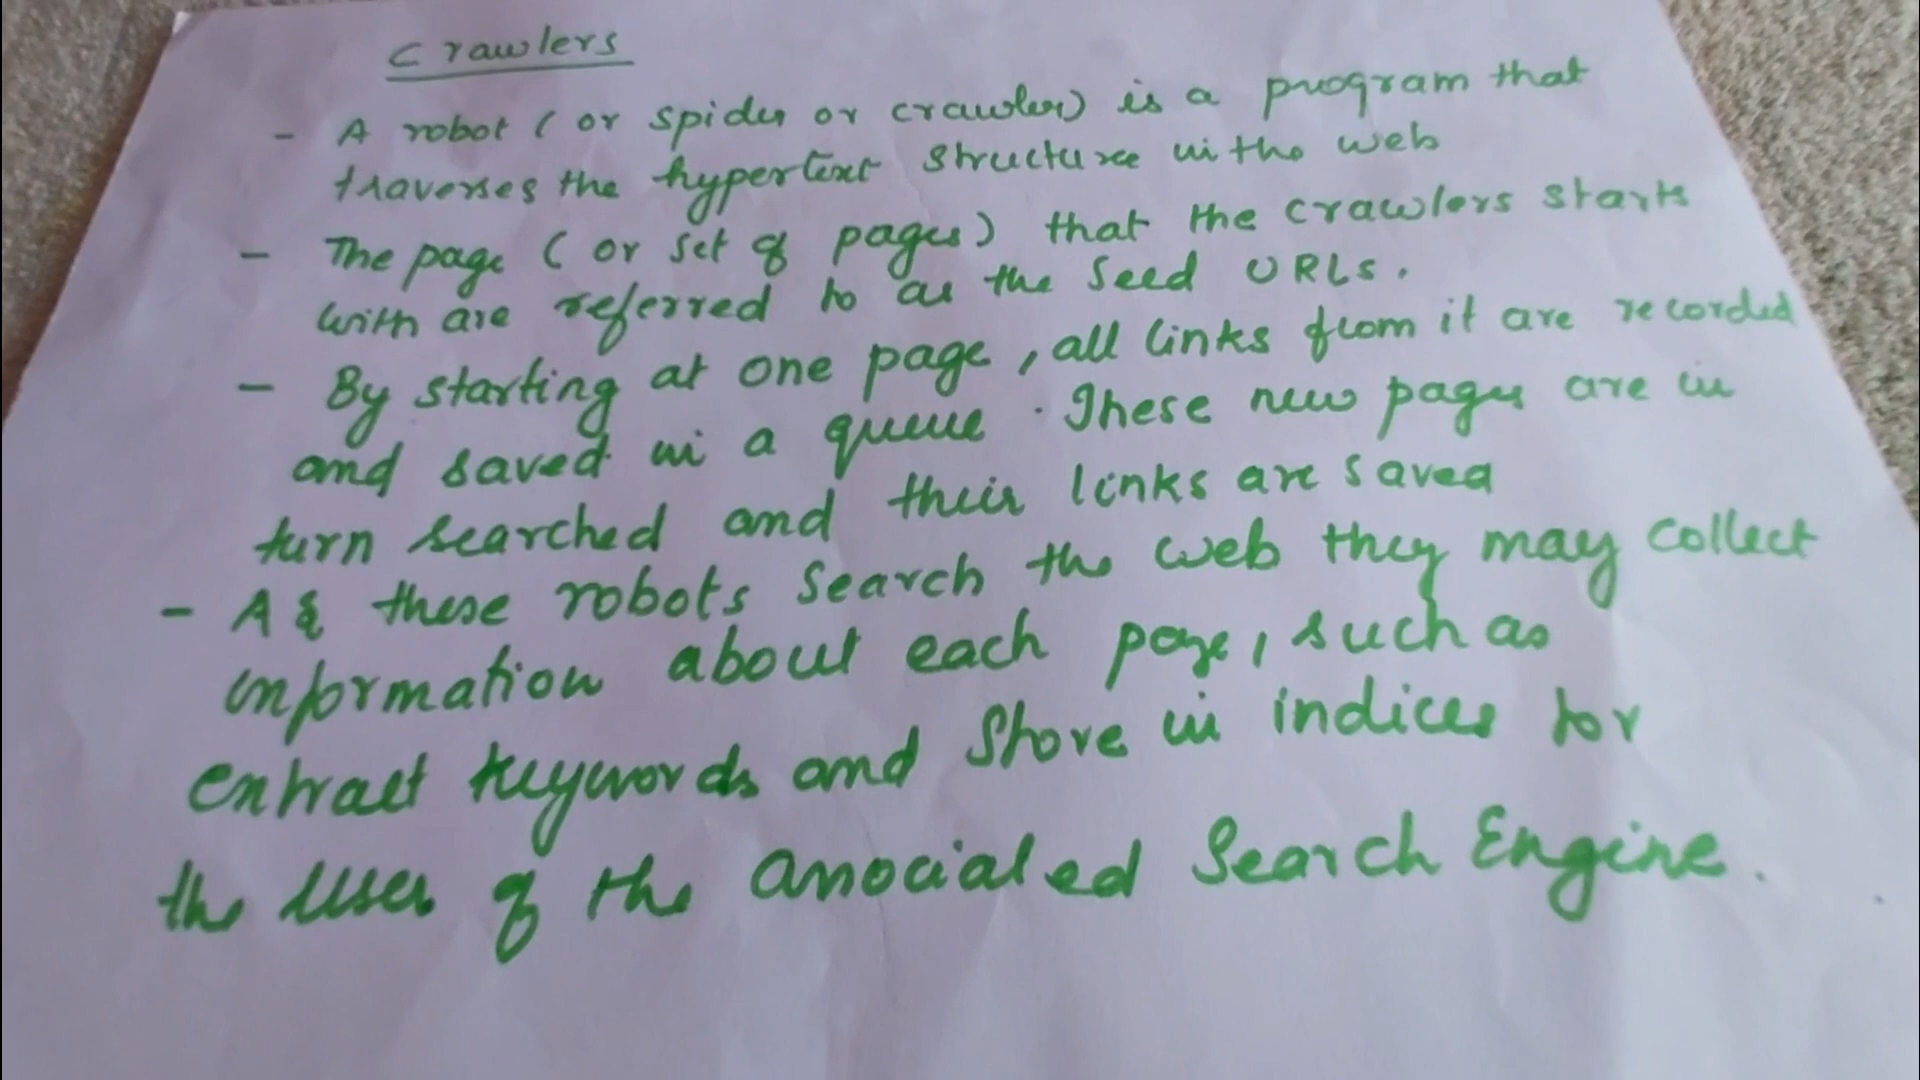 Crawlers
- A robot (or spider or crawler) is a program that
traverses the hypertext structure in the web
- The page (or set of pages) that the crawlers starts
with are referred to as the Seed URLs.
- By starting at one page, all links from it are recorded
and saved in a queue. These new pages are in
turn searched and their links are saved
- As these robots search the web they may collect
information about each page, such as
extract keywords and store in indices for
the user of the associated Search Engine.